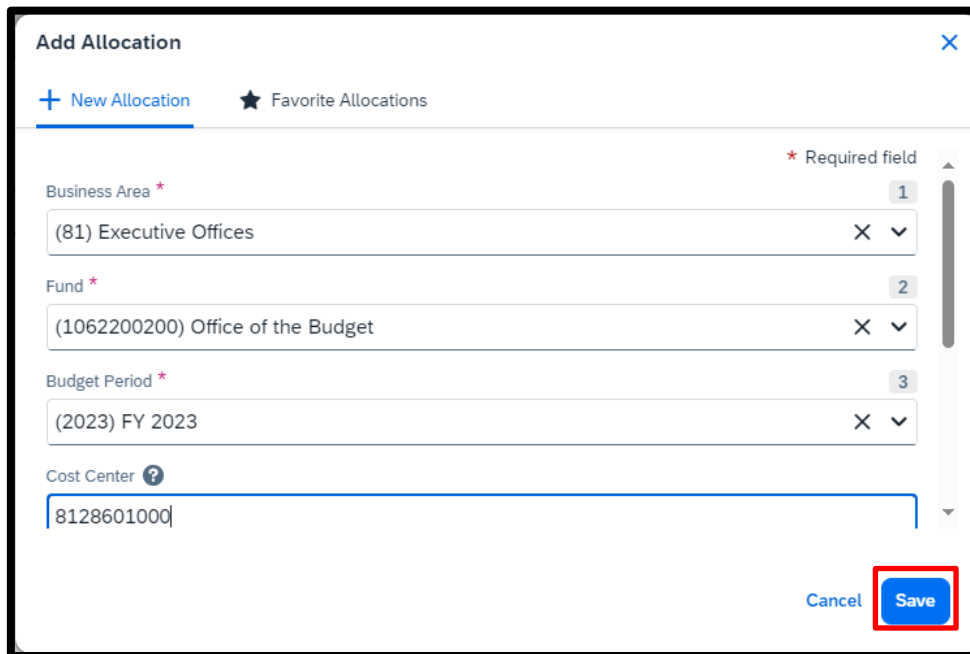 Add Allocation
New Allocation Favorite Allocations
* Required field
Business Area * 1
(81) Executive Offices
Fund * 2
(1062200200) Office of the Budget
Budget Period * 3
(2023) FY 2023
Cost Center ?
8128601000
Cancel Save